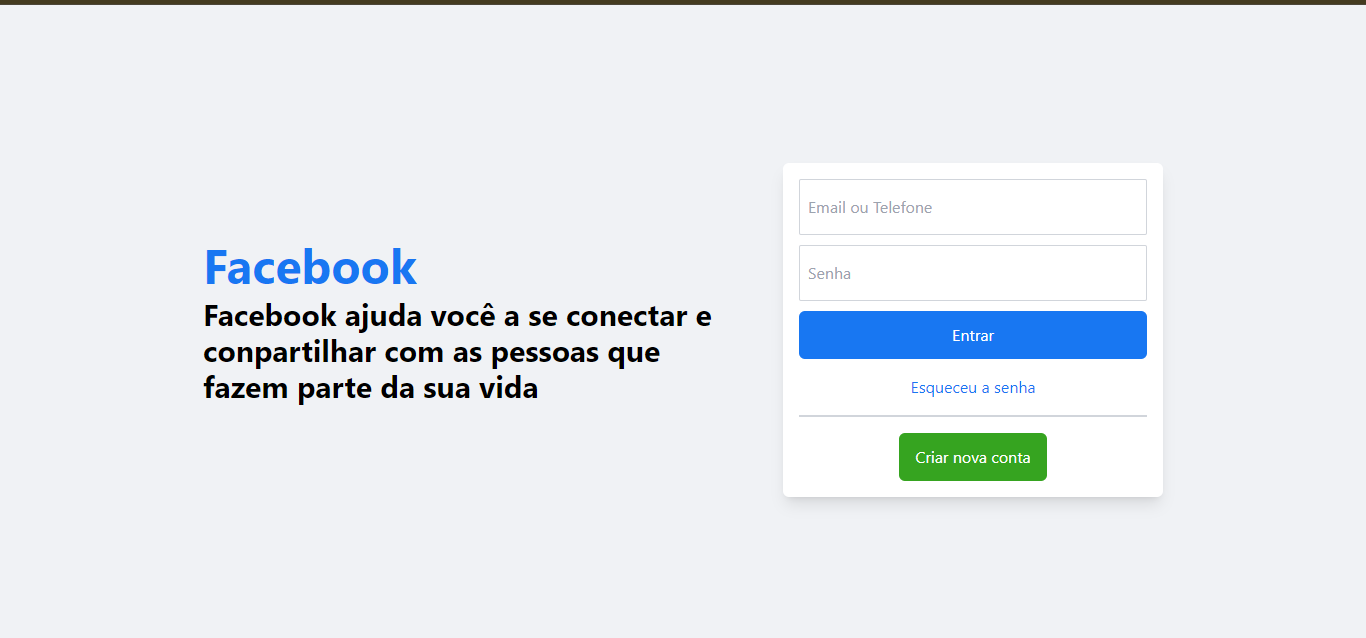 Facebook
Facebook ajuda você a se conectar e
conpartilhar com as pessoas que
fazem parte da sua vida
Email ou Telefone
Senha
Entrar
Esqueceu a senha
Criar nova conta